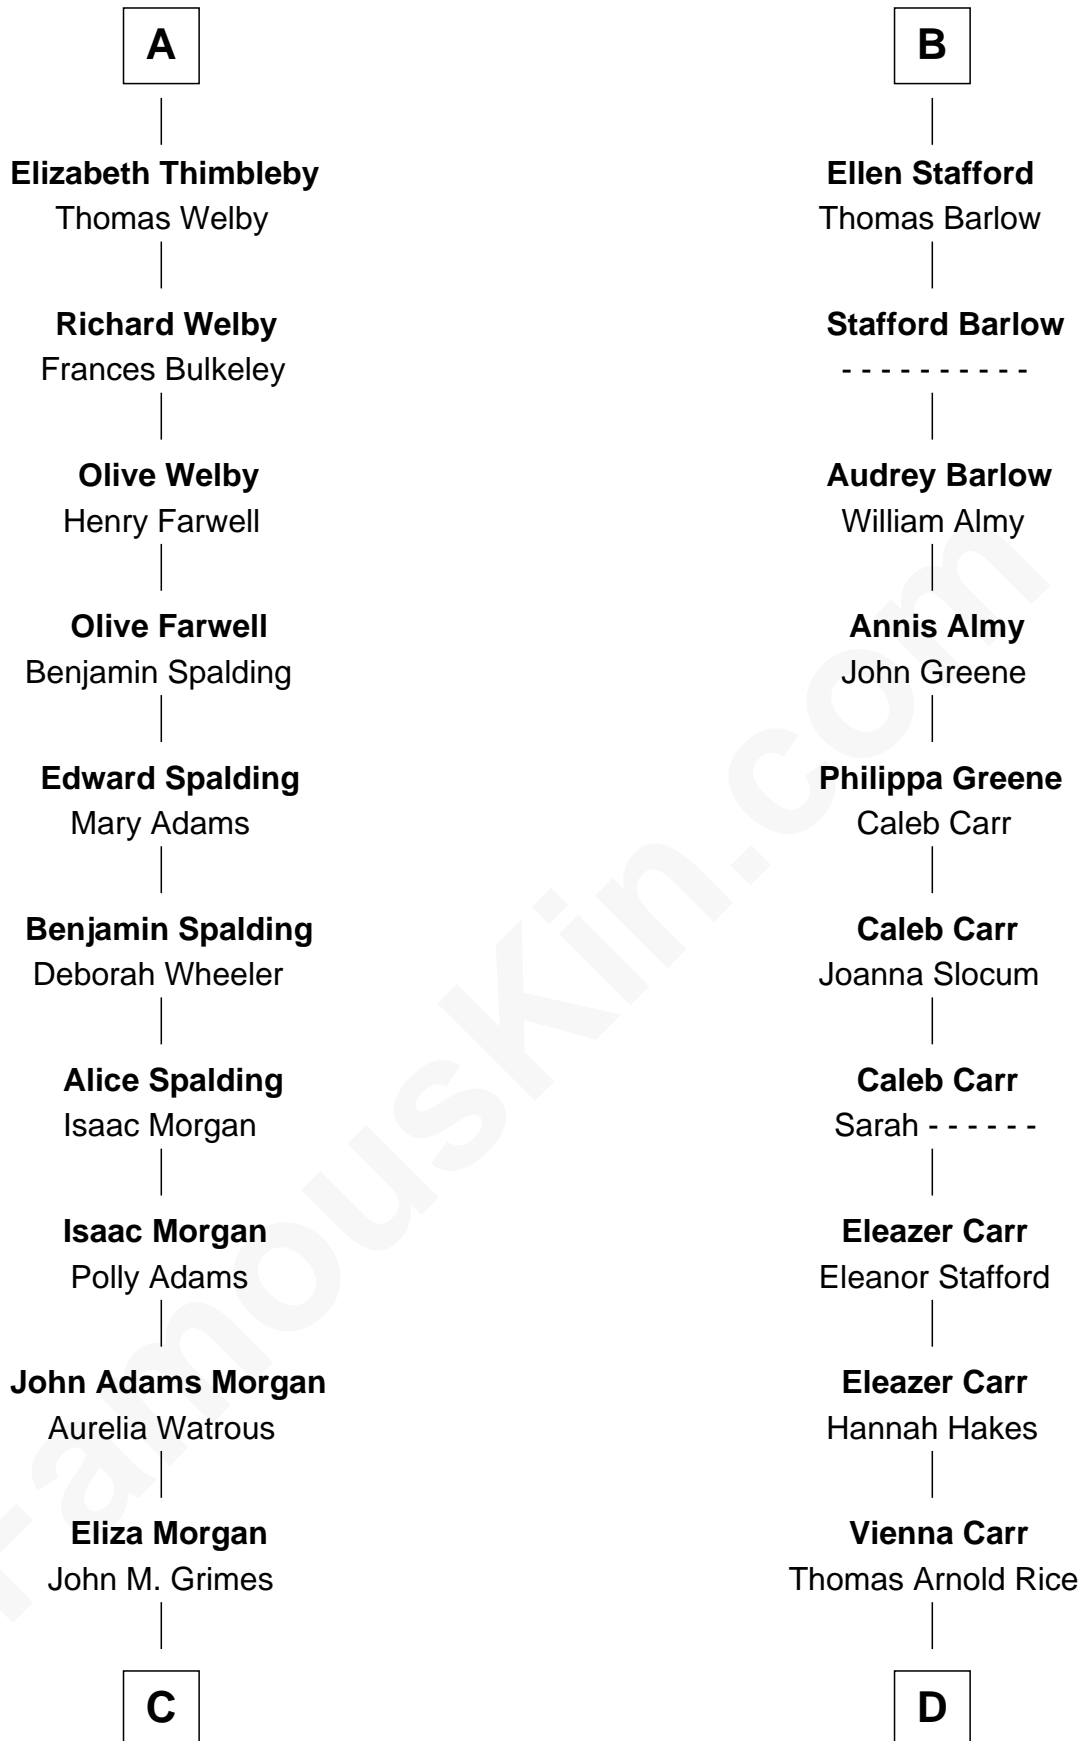 A
B
Elizabeth Thimbleby
Thomas Welby
Ellen Stafford
Thomas Barlow
Richard Welby
Frances Bulkeley
Stafford Barlow
- - - - - - - - - -
Olive Welby
Henry Farwell
Audrey Barlow
William Almy
Olive Farwell
Benjamin Spalding
Annis Almy
John Greene
Edward Spalding
Mary Adams
Philippa Greene
Caleb Carr
Benjamin Spalding
Deborah Wheeler
Caleb Carr
Joanna Slocum
Alice Spalding
Isaac Morgan
Caleb Carr
Sarah - - - - - -
Isaac Morgan
Polly Adams
Eleazer Carr
Eleanor Stafford
John Adams Morgan
Aurelia Watrous
Eleazer Carr
Hannah Hakes
Eliza Morgan
John M. Grimes
Vienna Carr
Thomas Arnold Rice
C
D
FamousKin.com